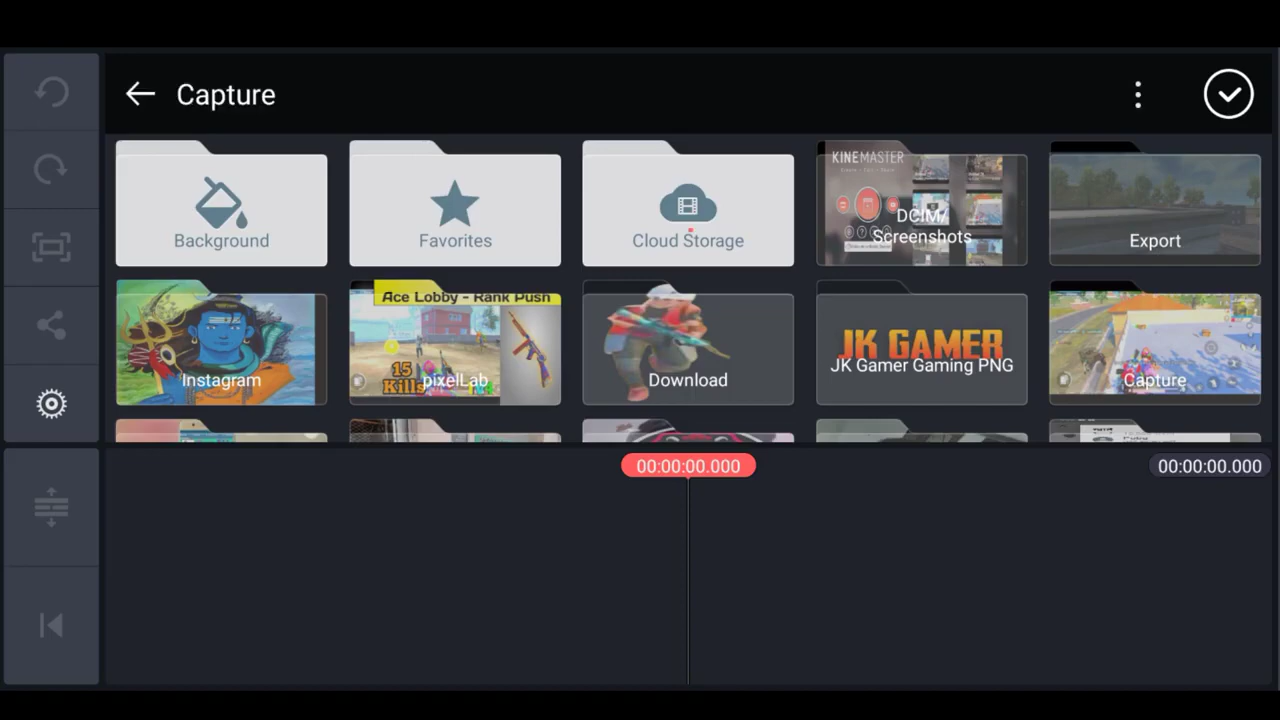 Capture
Background
Favorites
Cloud Storage
KINEMASTER
DCIM/
Screenshots
Export
Instagram
Ace Lobby - Rank Push
15
Kills
pixelLab
Download
JK GAMER
JK Gamer Gaming PNG
Capture
00:00:00.000
00:00:00.000